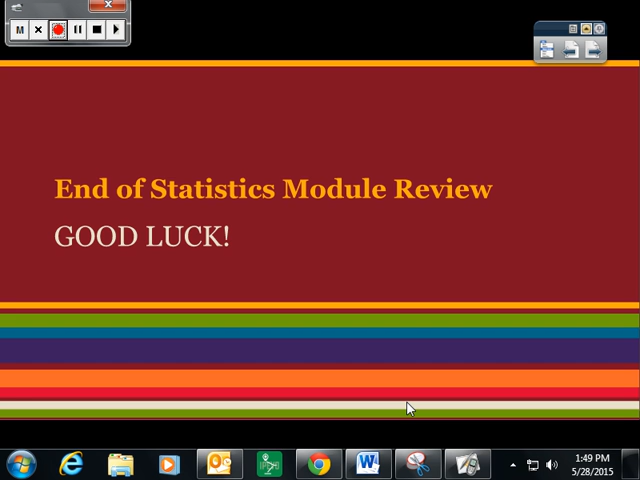 M
End of Statistics Module Review
GOOD LUCK!
1:49 PM
5/28/2015